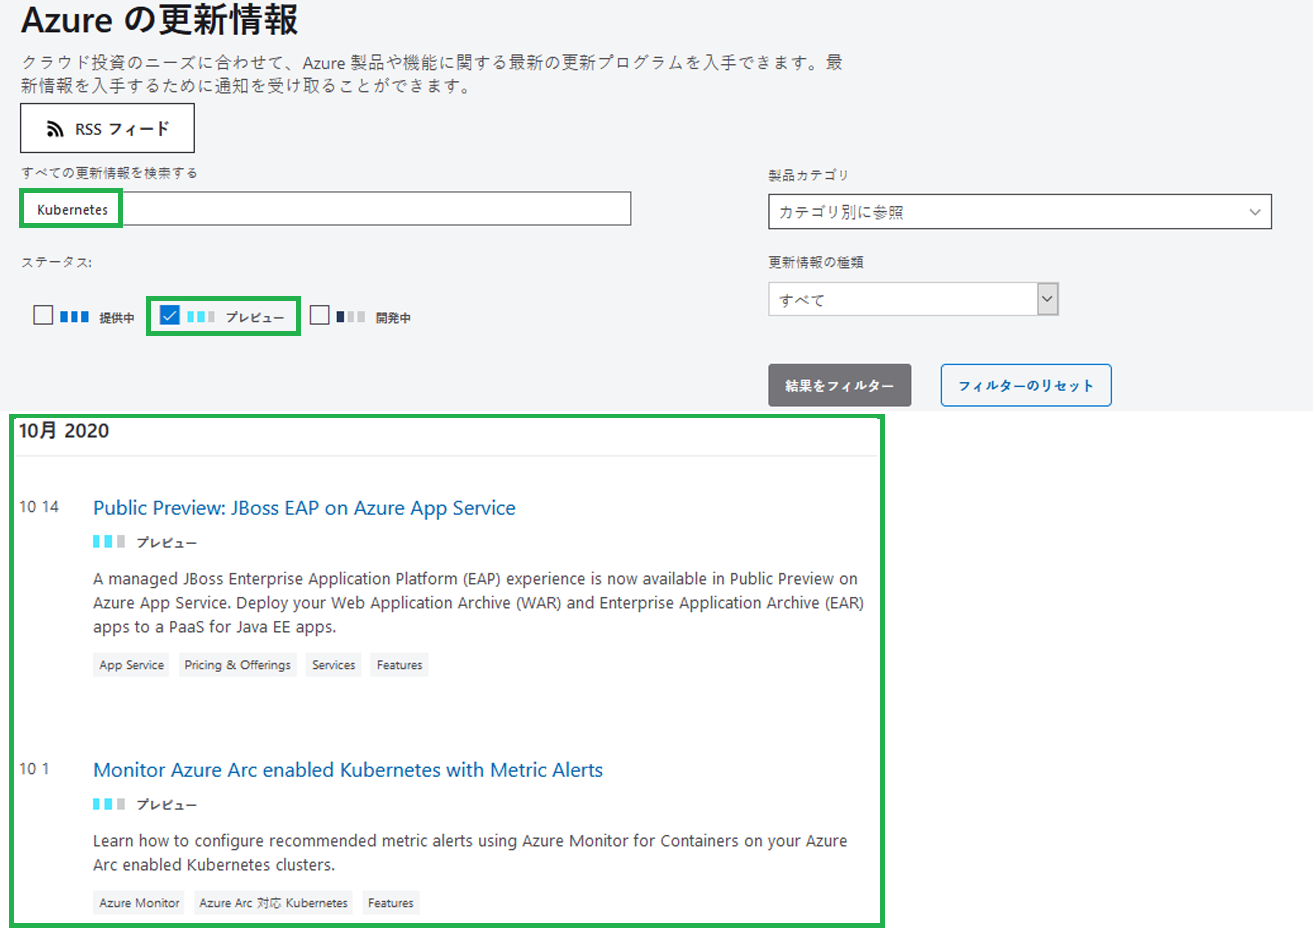 Azure の更新情報
クラウド投資のニーズに合わせて、Azure 製品や機能に関する最新の更新プログラムを入手できます。最
新情報を入手するために通知を受け取ることができます。
RSS フィード
すべての更新情報を検索する
Kubernetes
製品カテゴリ
カテゴリ別に参照
ステータス:
提供中
プレビュー
開発中
更新情報の種類
すべて
結果をフィルター
フィルターのリセット
10月 2020
10 14
Public Preview: JBoss EAP on Azure App Service
プレビュー
A managed JBoss Enterprise Application Platform (EAP) experience is now available in Public Preview on
Azure App Service. Deploy your Web Application Archive (WAR) and Enterprise Application Archive (EAR)
apps to a PaaS for Java EE apps.
App Service Pricing & Offerings Services Features
10 1
Monitor Azure Arc enabled Kubernetes with Metric Alerts
プレビュー
Learn how to configure recommended metric alerts using Azure Monitor for Containers on your Azure
Arc enabled Kubernetes clusters.
Azure Monitor Azure Arc 対応 Kubernetes Features